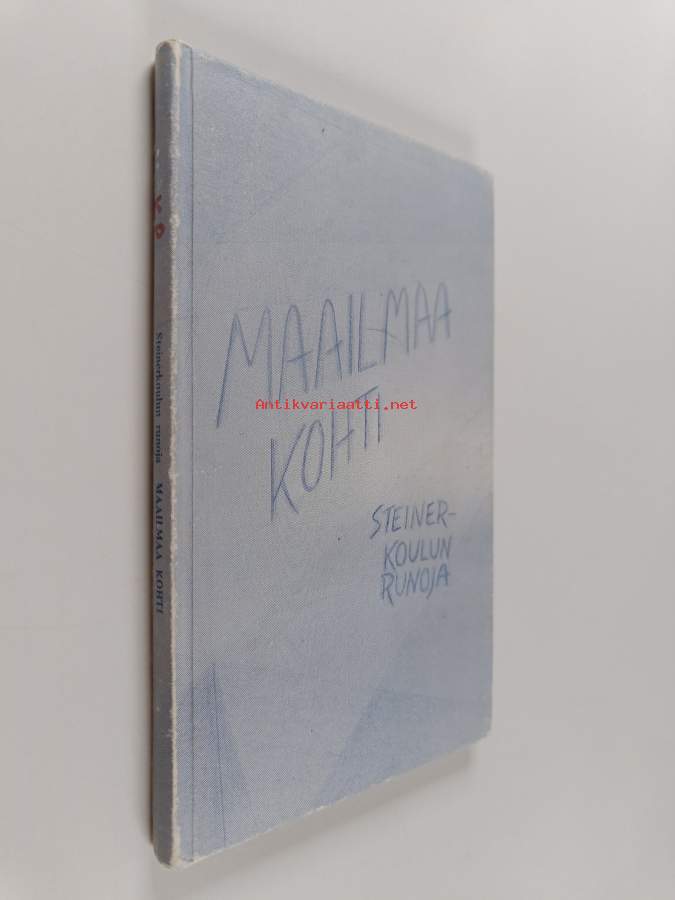 MAAILMAA
KOHTI
STEINER-
KOULUN
RUNOJA
Steinerkoulun runoja MAAILMAA KOHTI
Antikvariaatti.net